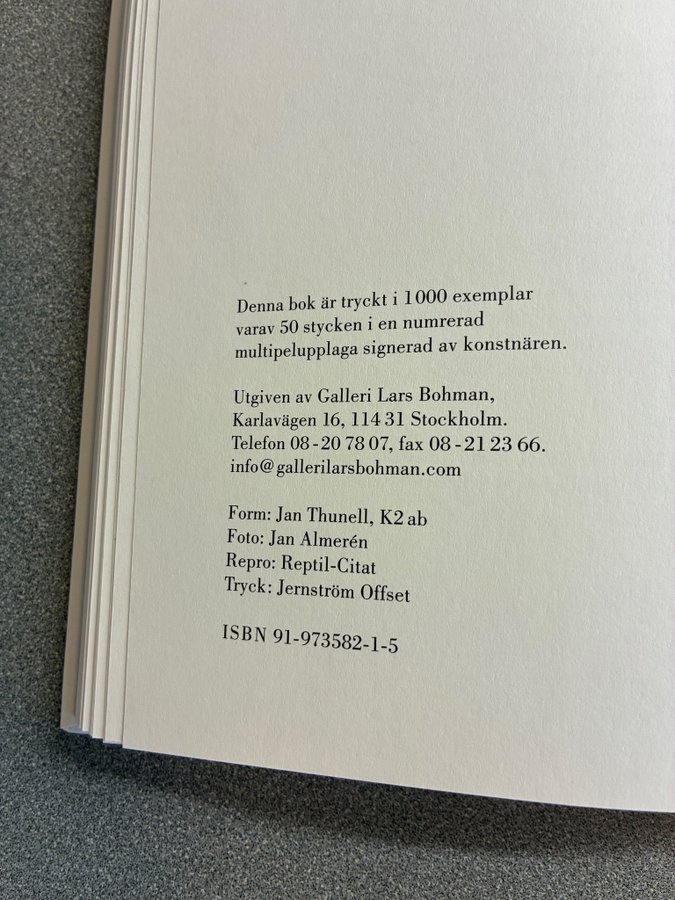 Denna bok är tryckt i 1000 exemplar
varav 50 stycken i en numrerad
multipelupplaga signerad av konstnären.
Utgiven av Galleri Lars Bohman,
Karlavägen 16, 114 31 Stockholm.
Telefon 08-20 78 07, fax 08-21 23 66.
info@gallerilarsbohman.com
Form: Jan Thunell, K2 ab
Foto: Jan Almerén
Repro: Reptil-Citat
Tryck: Jernström Offset
ISBN 91-973582-1-5